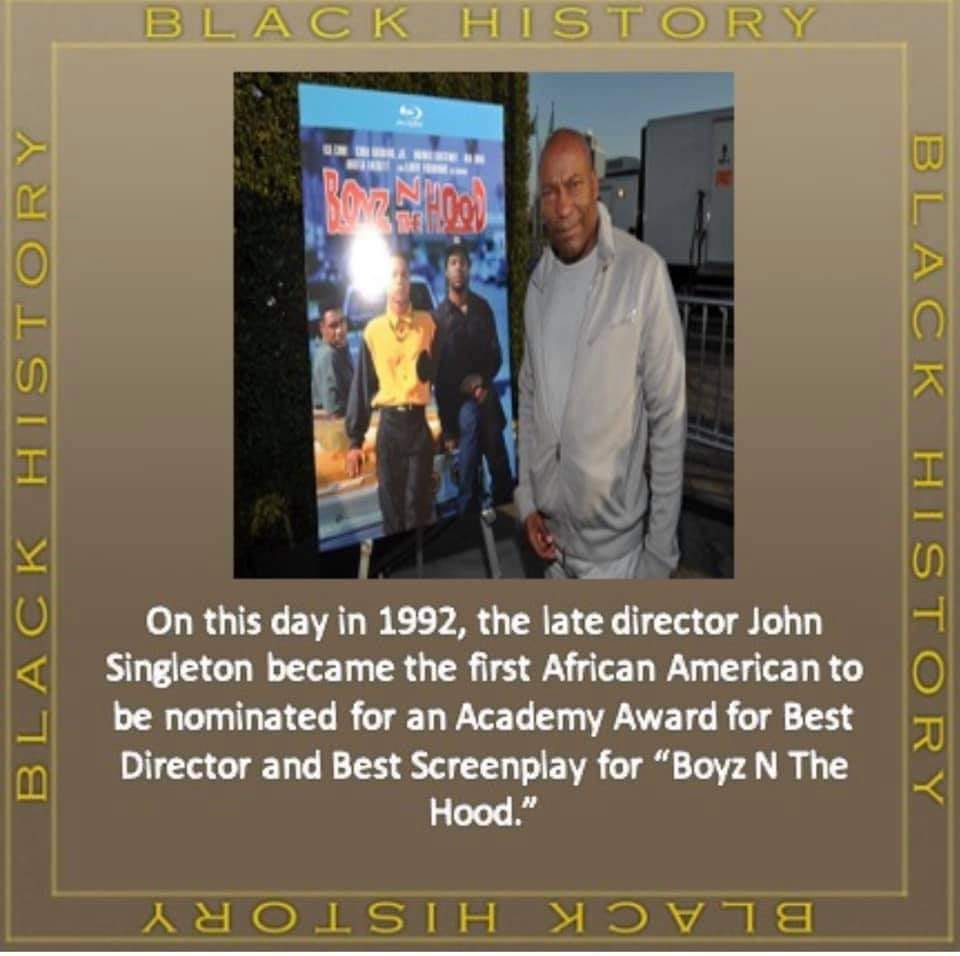 BLACK HISTORY
BLACK HISTORY
BLACK HISTORY
BOYZ N THE HOOD
On this day in 1992, the late director John
Singleton became the first African American to
be nominated for an Academy Award for Best
Director and Best Screenplay for “Boyz N The
Hood.”
BLACK HISTORY